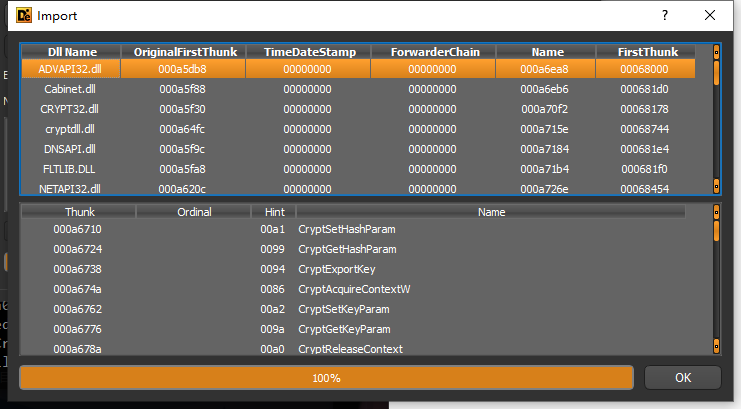 Import
Dll Name OriginalFirstThunk TimeDateStamp ForwarderChain Name FirstThunk
ADVAPI32.dll 000a5db8 00000000 00000000 000a6ea8 00068000
Cabinet.dll 000a5f88 00000000 00000000 000a6eb6 000681d0
CRYPT32.dll 000a5f30 00000000 00000000 000a70f2 00068178
cryptdll.dll 000a64fc 00000000 00000000 000a715e 00068744
DNSAPI.dll 000a5f9c 00000000 00000000 000a7184 000681e4
FLTLIB.DLL 000a5fa8 00000000 00000000 000a71b4 000681f0
NETAPI32.dll 000a620c 00000000 00000000 000a726e 00068454
Thunk Ordinal Hint Name
000a6710 00a1 CryptSetHashParam
000a6724 0099 CryptGetHashParam
000a6738 0094 CryptExportKey
000a674a 0086 CryptAcquireContextW
000a6762 00a2 CryptSetKeyParam
000a6776 009a CryptGetKeyParam
000a678a 00a0 CryptReleaseContext
100%
OK